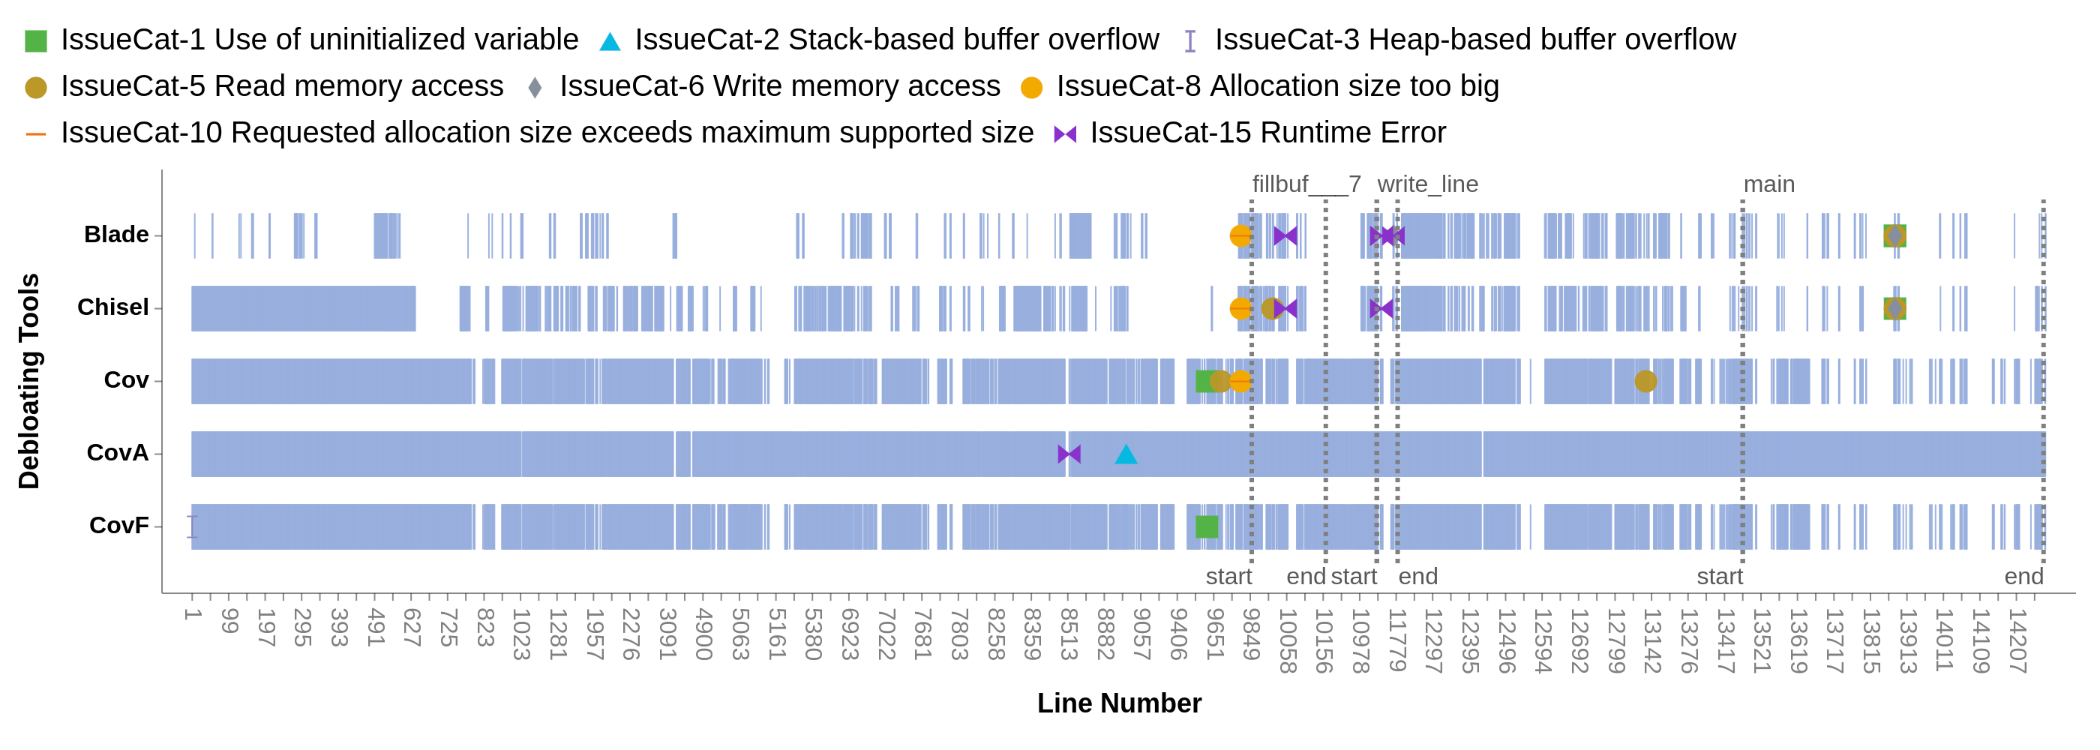 IssueCat-1 Use of uninitialized variable IssueCat-2 Stack-based buffer overflow IssueCat-3 Heap-based buffer overflow
IssueCat-5 Read memory access IssueCat-6 Write memory access IssueCat-8 Allocation size too big
IssueCat-10 Requested allocation size exceeds maximum supported size IssueCat-15 Runtime Error
fillbuf___7 write_line main
Debloating Tools
Blade
Chisel
Cov
CovA
CovF
start end start end start end
1 99 197 295 393 491 627 725 823 1023 1281 1957 2276 3091 4900 5063 5161 5380 6923 7022 7681 7803 8258 8359 8513 8882 9057 9406 9651 9849 10058 10156 10978 11779 12297 12395 12496 12594 12692 12799 13142 13276 13417 13521 13619 13717 13815 13913 14011 14109 14207
Line Number